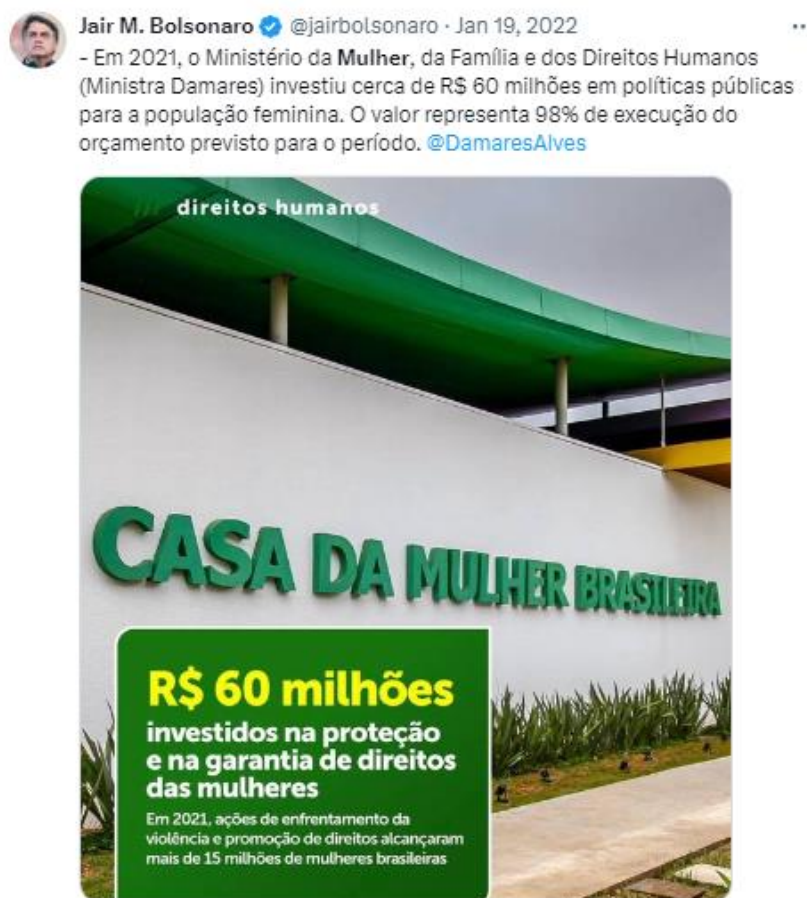 Jair M. Bolsonaro @jairbolsonaro · Jan 19, 2022
- Em 2021, o Ministério da Mulher, da Família e dos Direitos Humanos
(Ministra Damares) investiu cerca de R$ 60 milhões em políticas públicas
para a população feminina. O valor representa 98% de execução do
orçamento previsto para o período. @DamaresAlves
/// direitos humanos
CASA DA MULHER BRASILEIRA
R$ 60 milhões
investidos na proteção
e na garantia de direitos
das mulheres
Em 2021, ações de enfrentamento da
violência e promoção de direitos alcançaram
mais de 15 milhões de mulheres brasileiras